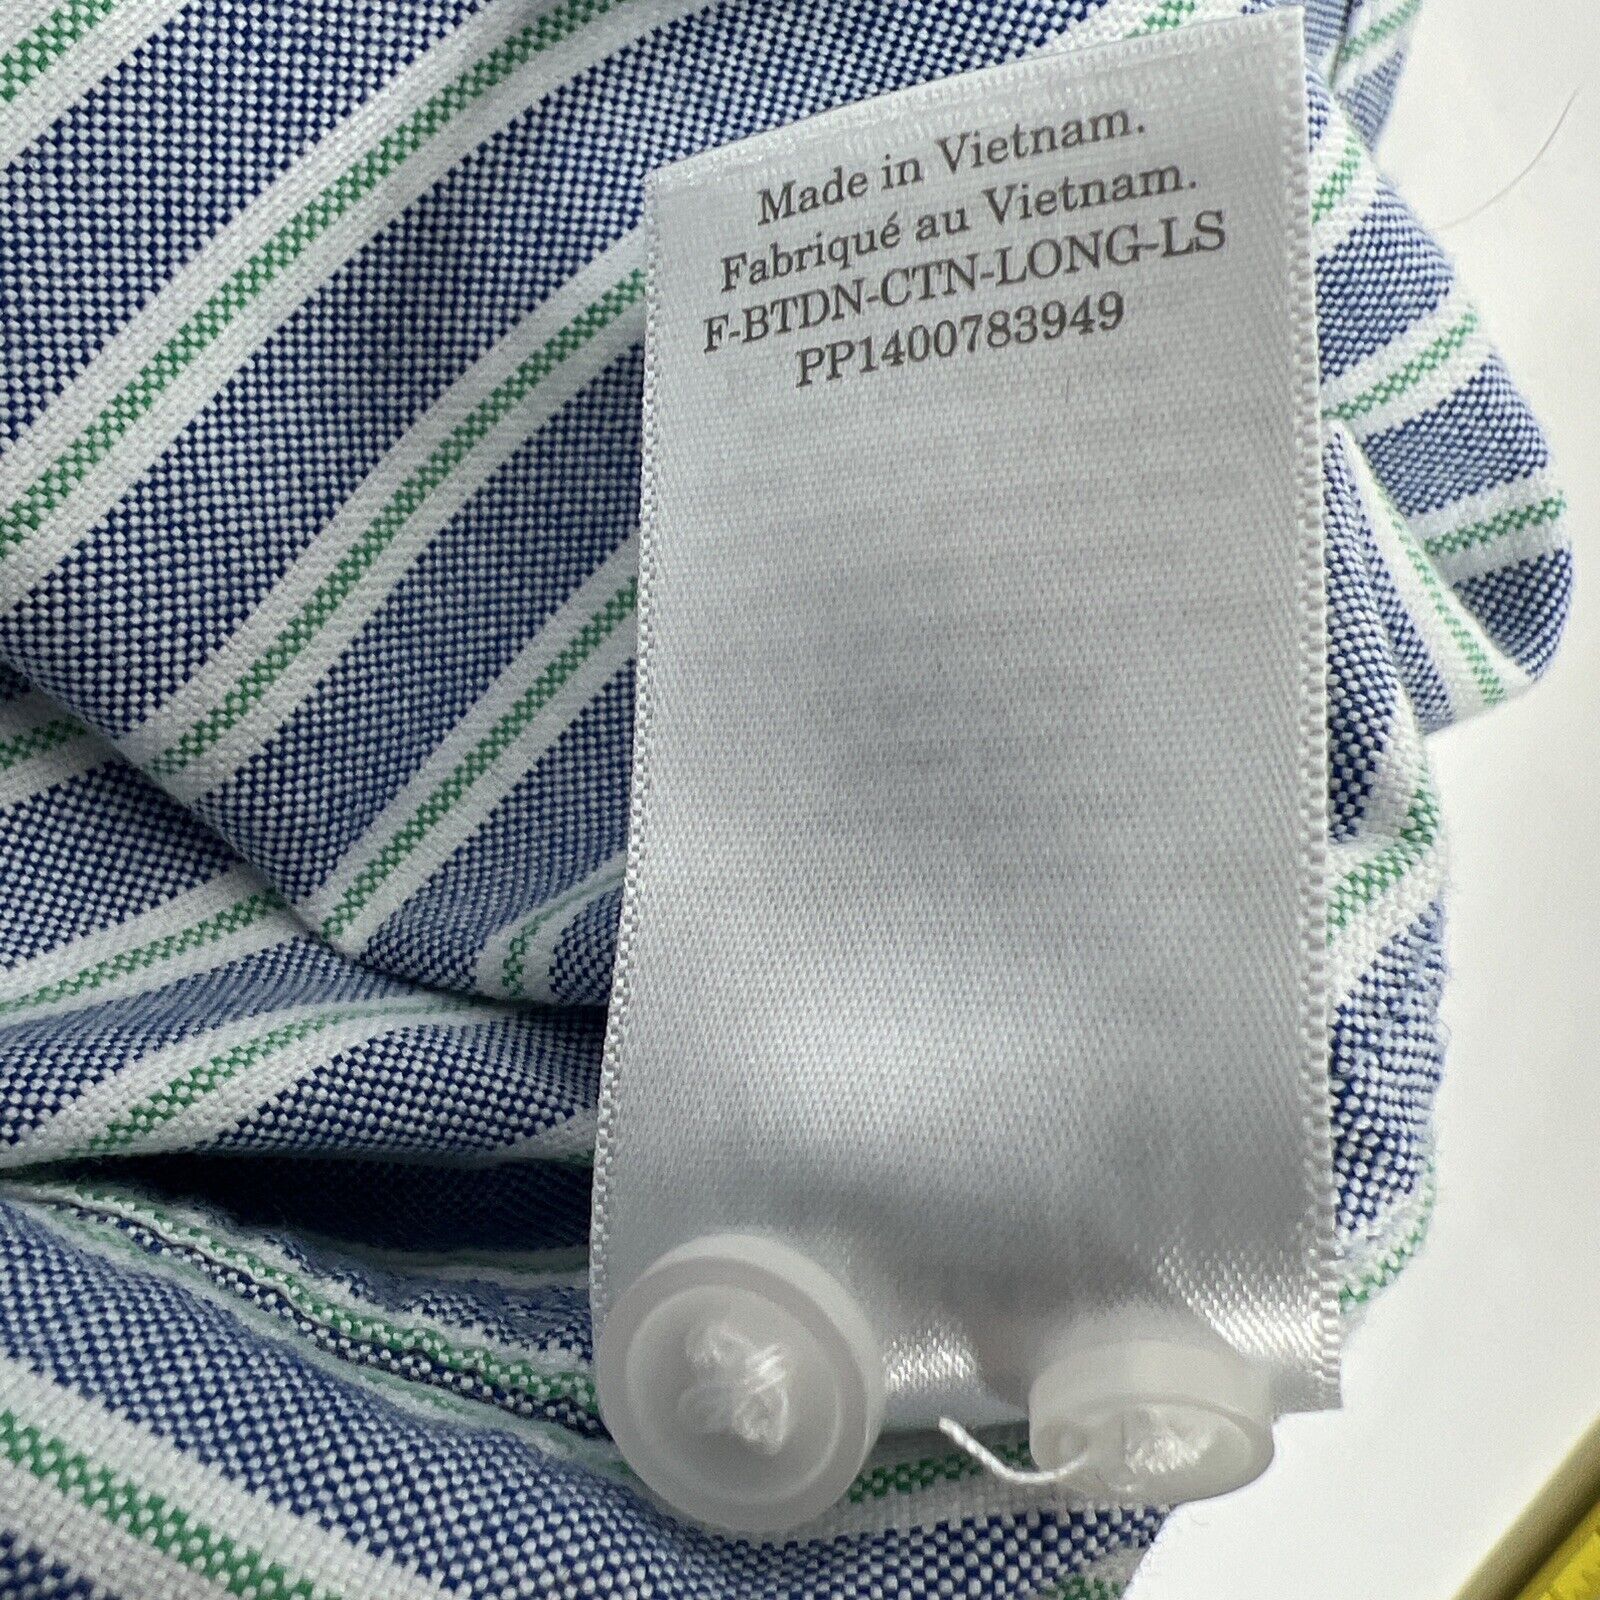 Made in Vietnam.
Fabriqué au Vietnam.
F-BTDN-CTN-LONG-LS
PP1400783949